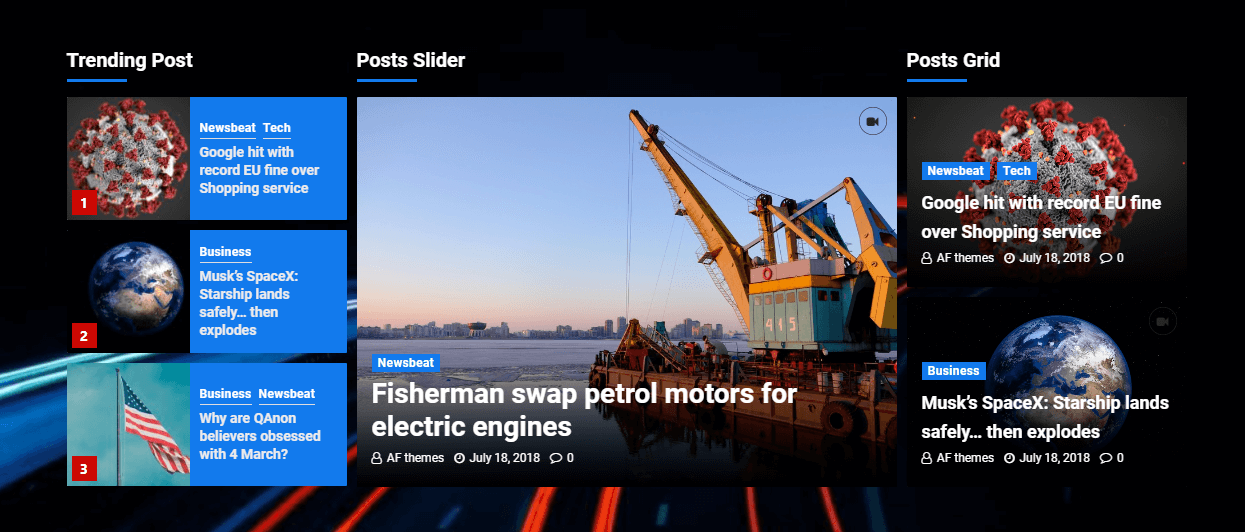 Trending Post
Newsbeat Tech
Google hit with
record EU fine over
Shopping service
1
Business
Musk's SpaceX:
Starship lands
safely… then
explodes
2
Business Newsbeat
Why are QAnon
believers obsessed
with 4 March?
3
Posts Slider
415
Newsbeat
Fisherman swap petrol motors for
electric engines
AF themes July 18, 2018 0
Posts Grid
Newsbeat Tech
Google hit with record EU fine
over Shopping service
AF themes July 18, 2018 0
Business
Musk's SpaceX: Starship lands
safely… then explodes
AF themes July 18, 2018 0